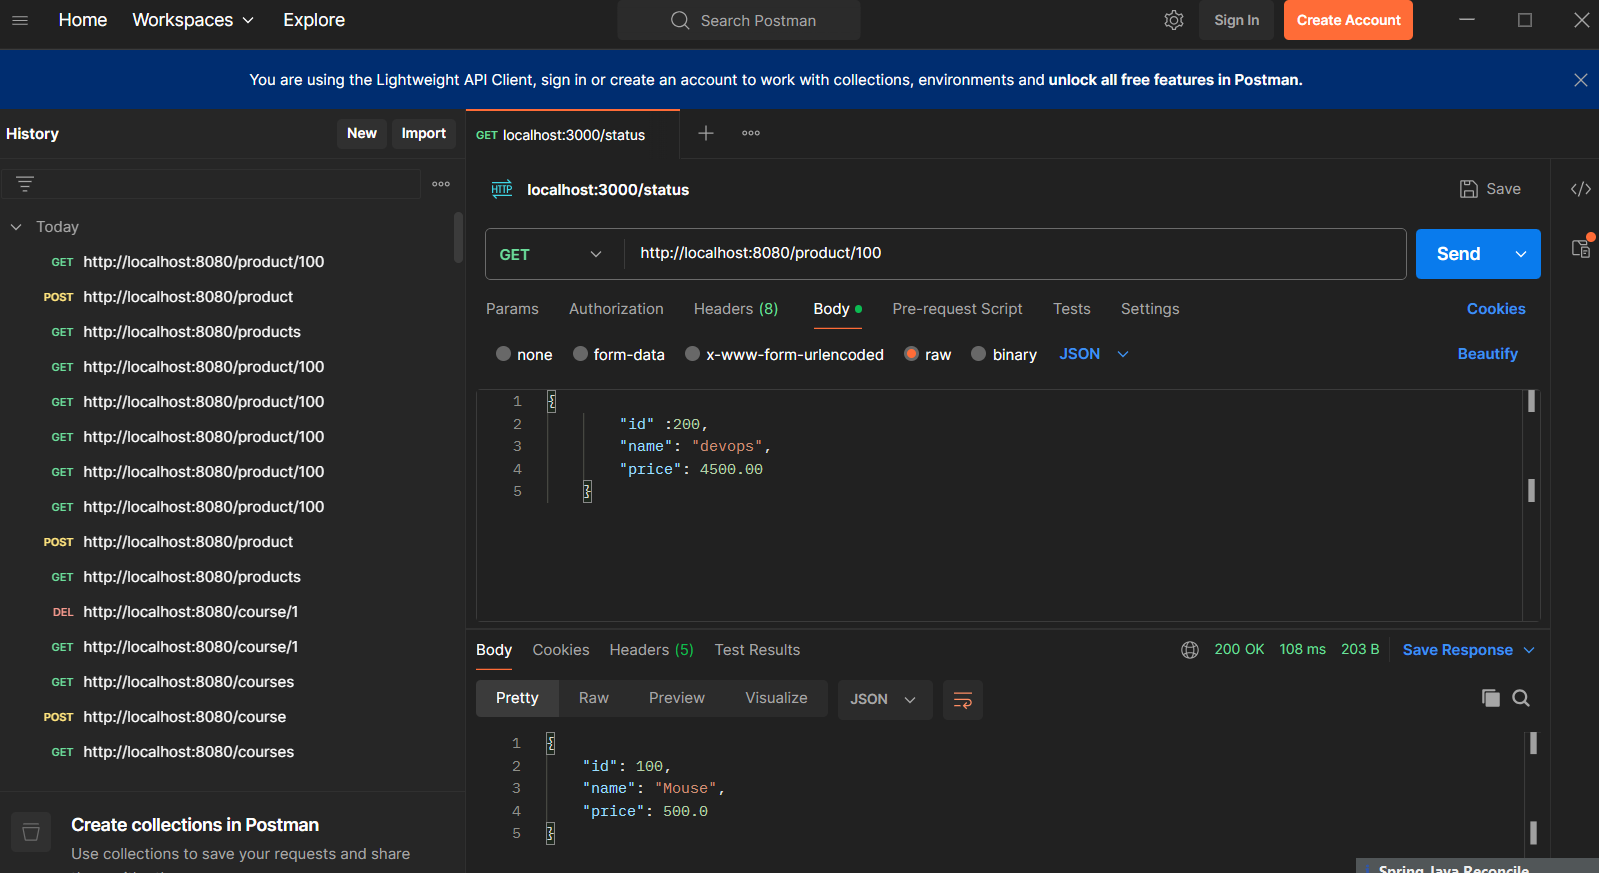 Home Workspaces Explore Search Postman Sign In Create Account
You are using the Lightweight API Client, sign in or create an account to work with collections, environments and unlock all free features in Postman.
History New Import
GET localhost:3000/status
HTTP localhost:3000/status Save
Today
GET http://localhost:8080/product/100
POST http://localhost:8080/product
GET http://localhost:8080/products
GET http://localhost:8080/product/100
GET http://localhost:8080/product/100
GET http://localhost:8080/product/100
GET http://localhost:8080/product/100
GET http://localhost:8080/product/100
POST http://localhost:8080/product
GET http://localhost:8080/products
DEL http://localhost:8080/course/1
GET http://localhost:8080/course/1
GET http://localhost:8080/courses
POST http://localhost:8080/course
GET http://localhost:8080/courses
Create collections in Postman
Use collections to save your requests and share
GET http://localhost:8080/product/100 Send
Params Authorization Headers (8) Body Pre-request Script Tests Settings Cookies
none form-data x-www-form-urlencoded raw binary JSON Beautify
1 {
2 "id" :200,
3 "name": "devops",
4 "price": 4500.00
5 }
Body Cookies Headers (5) Test Results 200 OK 108 ms 203 B Save Response
Pretty Raw Preview Visualize JSON
1 {
2 "id": 100,
3 "name": "Mouse",
4 "price": 500.0
5 }
Spring Java Reconcile